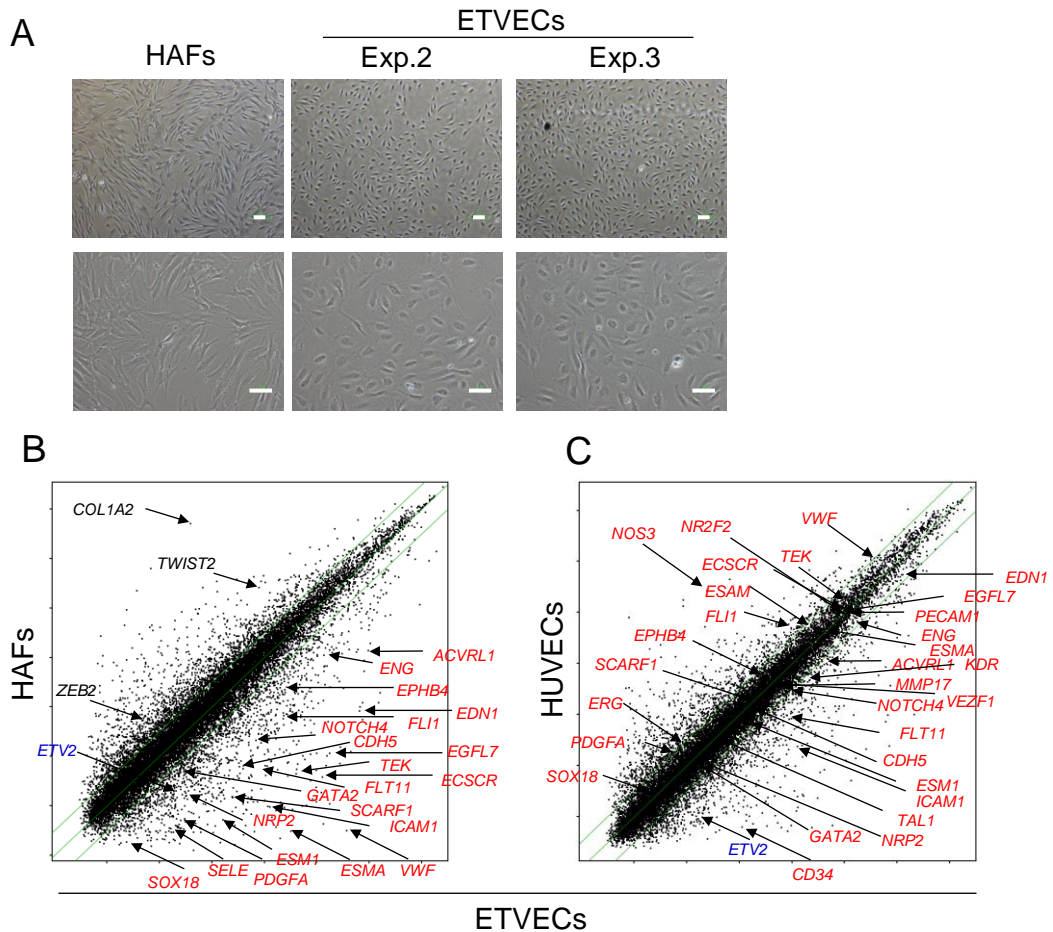 A
ETVECs
HAFs
Exp.2
Exp.3
B
COL1A2
TWIST2
ZEB2
ETV2
HAFs
ACVRL1
ENG
EPHB4
EDN1
FLI1
NOTCH4
CDH5
EGFL7
TEK
ECSCR
FLT11
GATA2
SCARF1
NRP2
ICAM1
ESM1
SELE
PDGFA
ESMA
VWF
SOX18
C
VWF
NR2F2
NOS3
TEK
ECSCR
ESAM
FLI1
EPHB4
SCARF1
ERG
PDGFA
SOX18
HUVECs
EDN1
EGFL7
PECAM1
ENG
ESMA
ACVRL1
KDR
MMP17
NOTCH4
VEZF1
FLT11
CDH5
ESM1
ICAM1
TAL1
NRP2
GATA2
ETV2
CD34
ETVECs